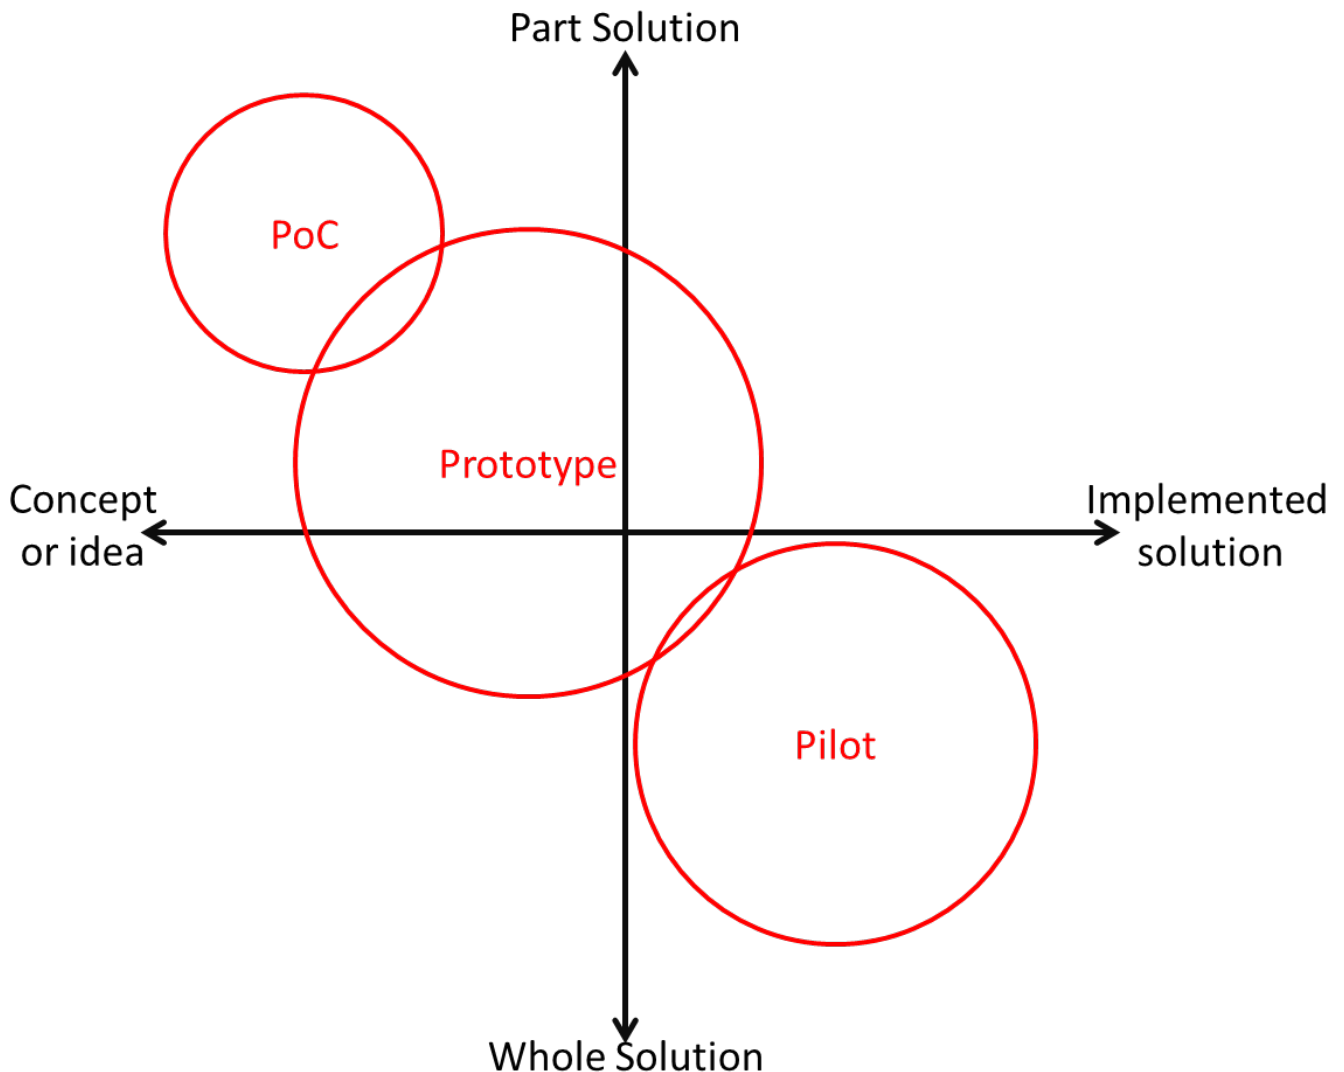 Part Solution
PoC
Prototype
Concept
or idea
Implemented
solution
Pilot
Whole Solution